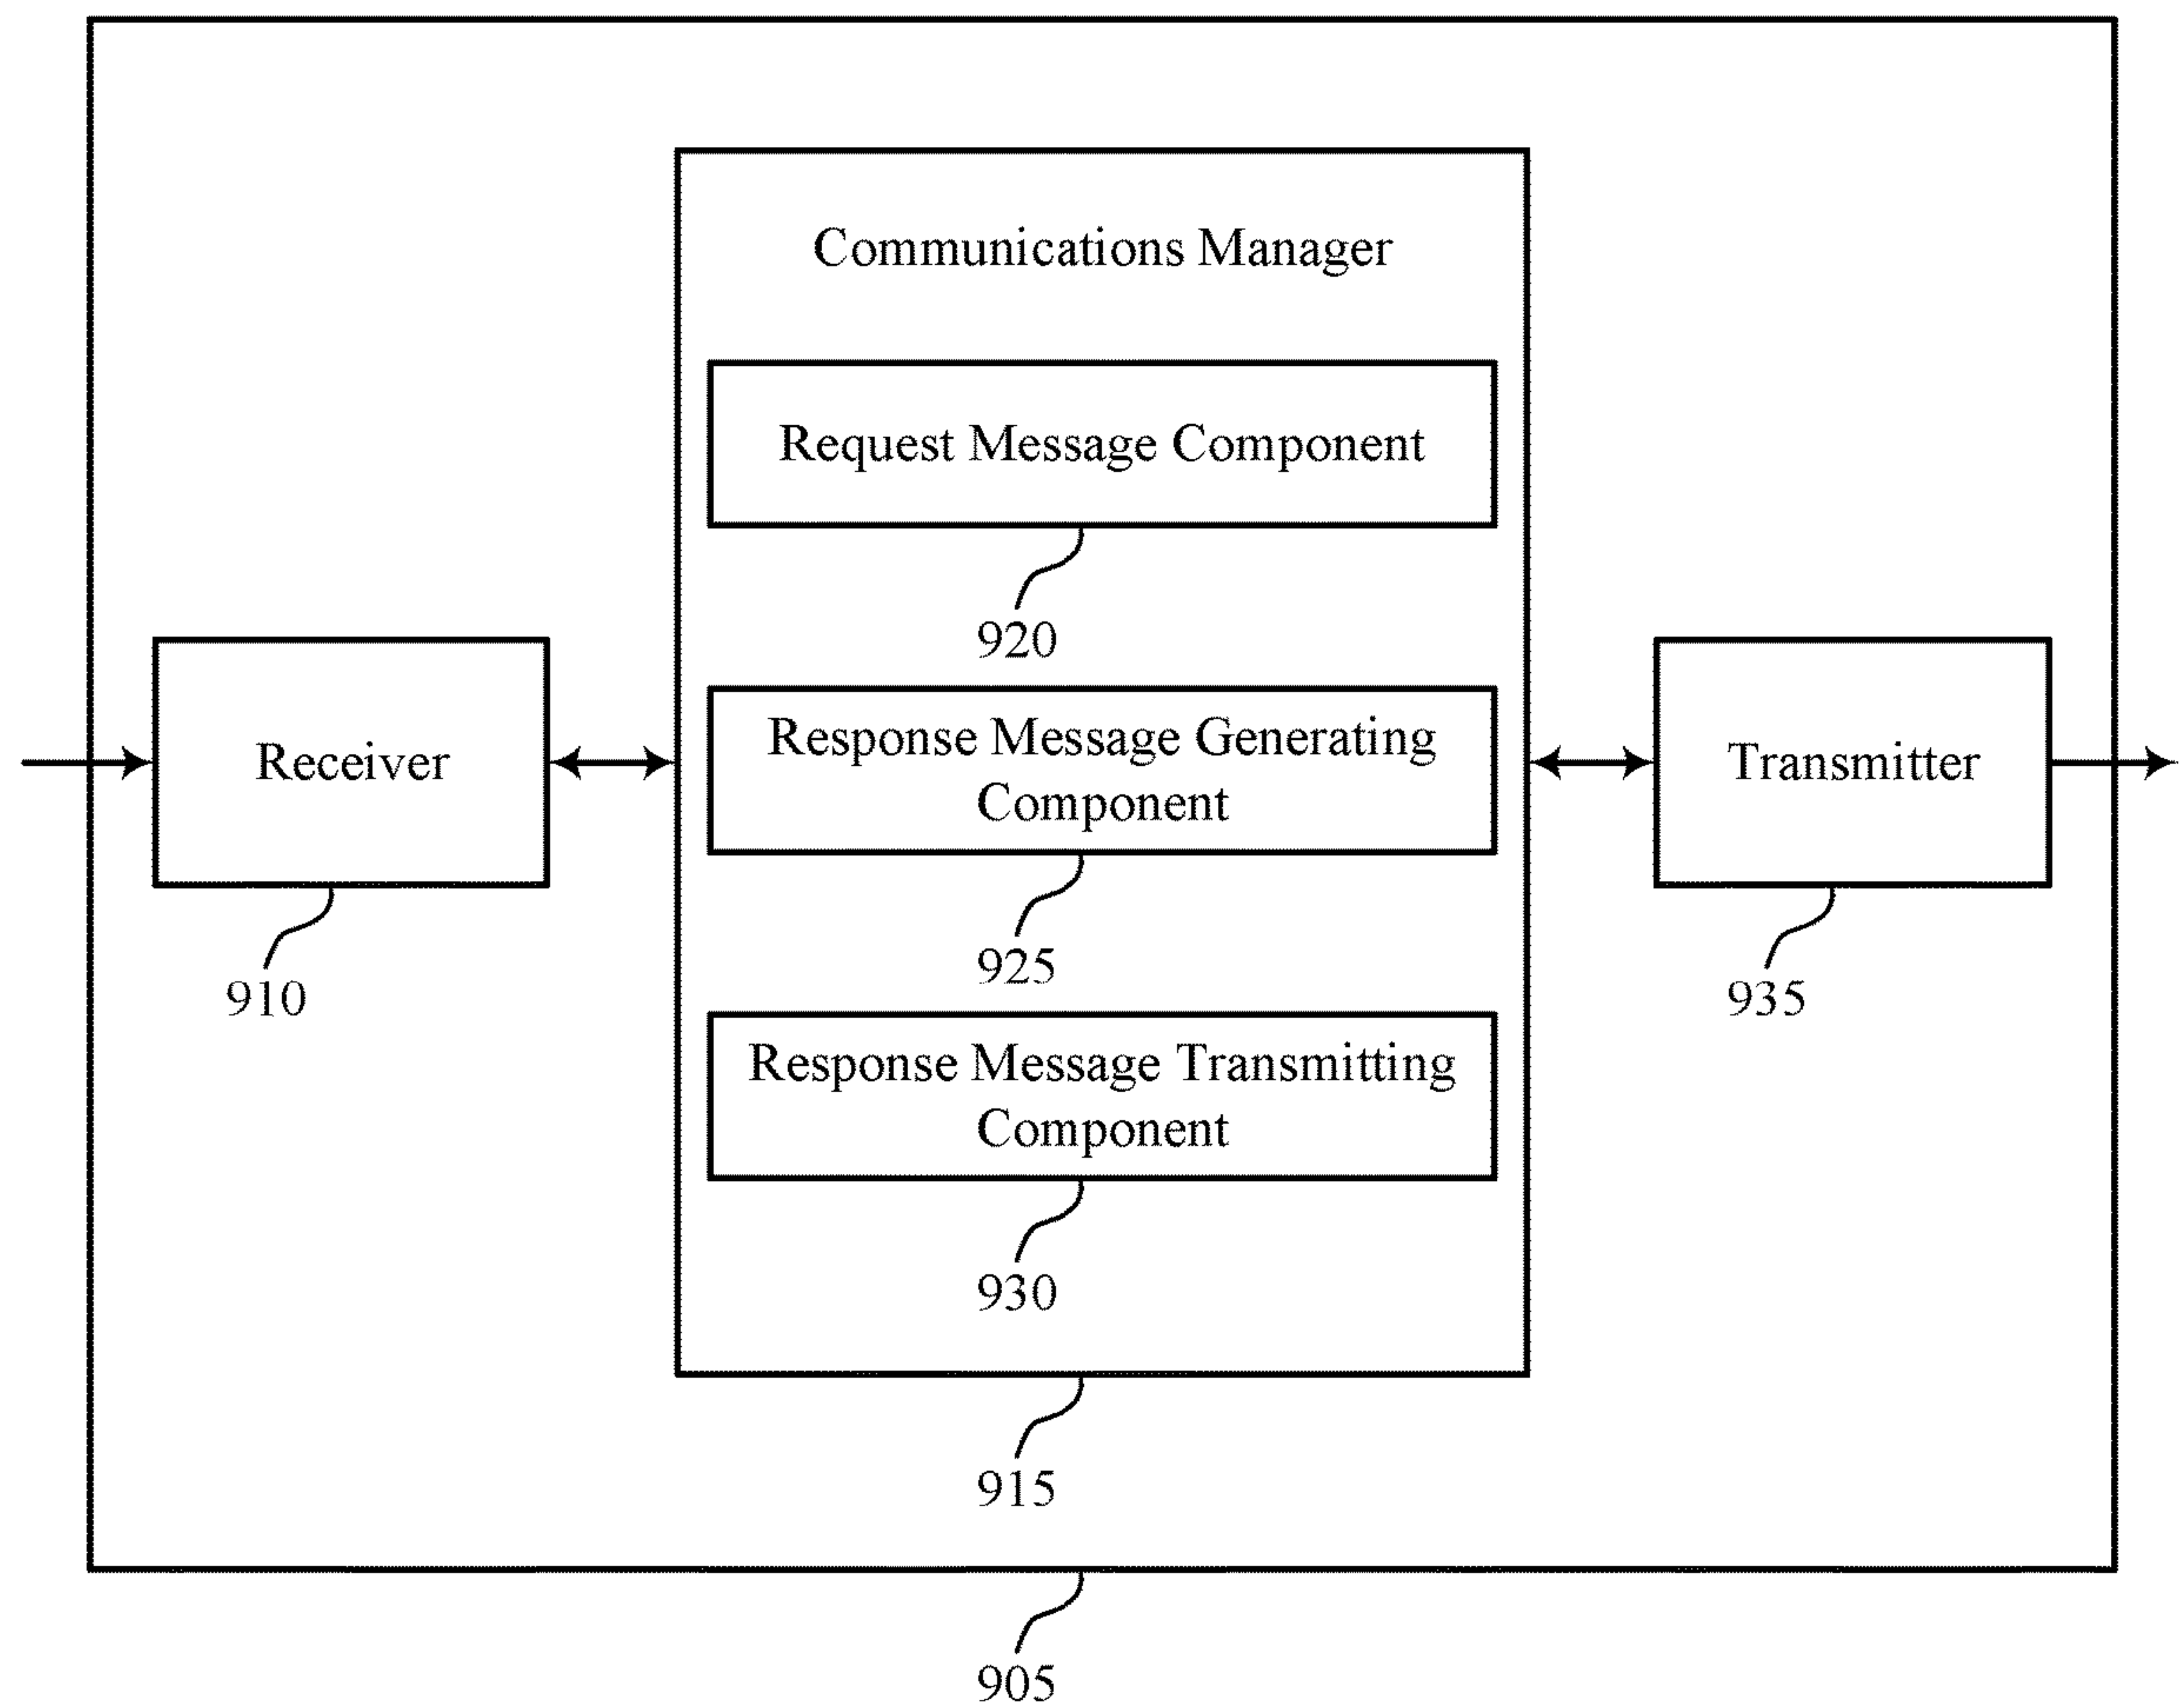 Communications Manager
Request Message Component
920
Receiver
910
Response Message Generating
Component
925
Transmitter
935
Response Message Transmitting
Component
930
915
905